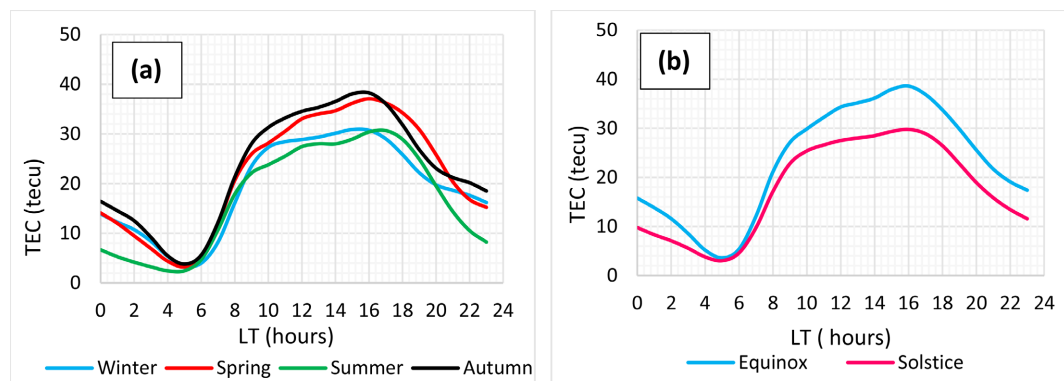 (a)
50
40
30
20
10
0
TEC (tecu)
0 2 4 6 8 10 12 14 16 18 20 22 24
LT (hours)
Winter Spring Summer Autumn
(b)
50
40
30
20
10
0
TEC (tecu)
0 2 4 6 8 10 12 14 16 18 20 22 24
LT ( hours)
Equinox Solstice